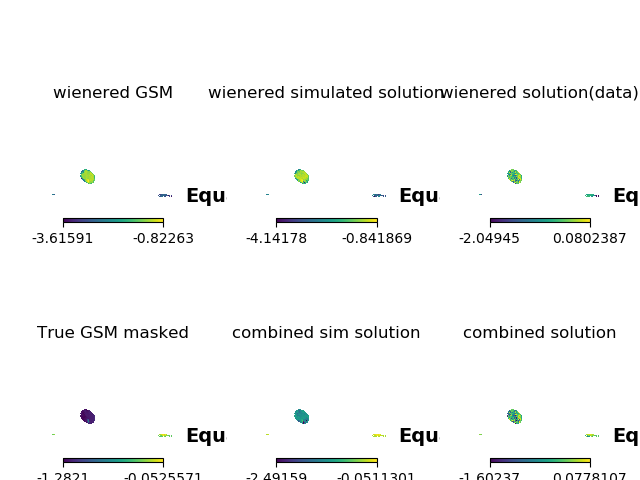 wienered GSM wienered simulated solution wienered solution(data)
Equ Equ Eq
-3.61591 -0.82263 -4.14178 -0.841869 -2.04945 0.0802387
True GSM masked combined sim solution combined solution
Equ Equ Eq
-1.2821 -0.0525571 -2.49159 -0.0511301 -1.60237 0.0778107